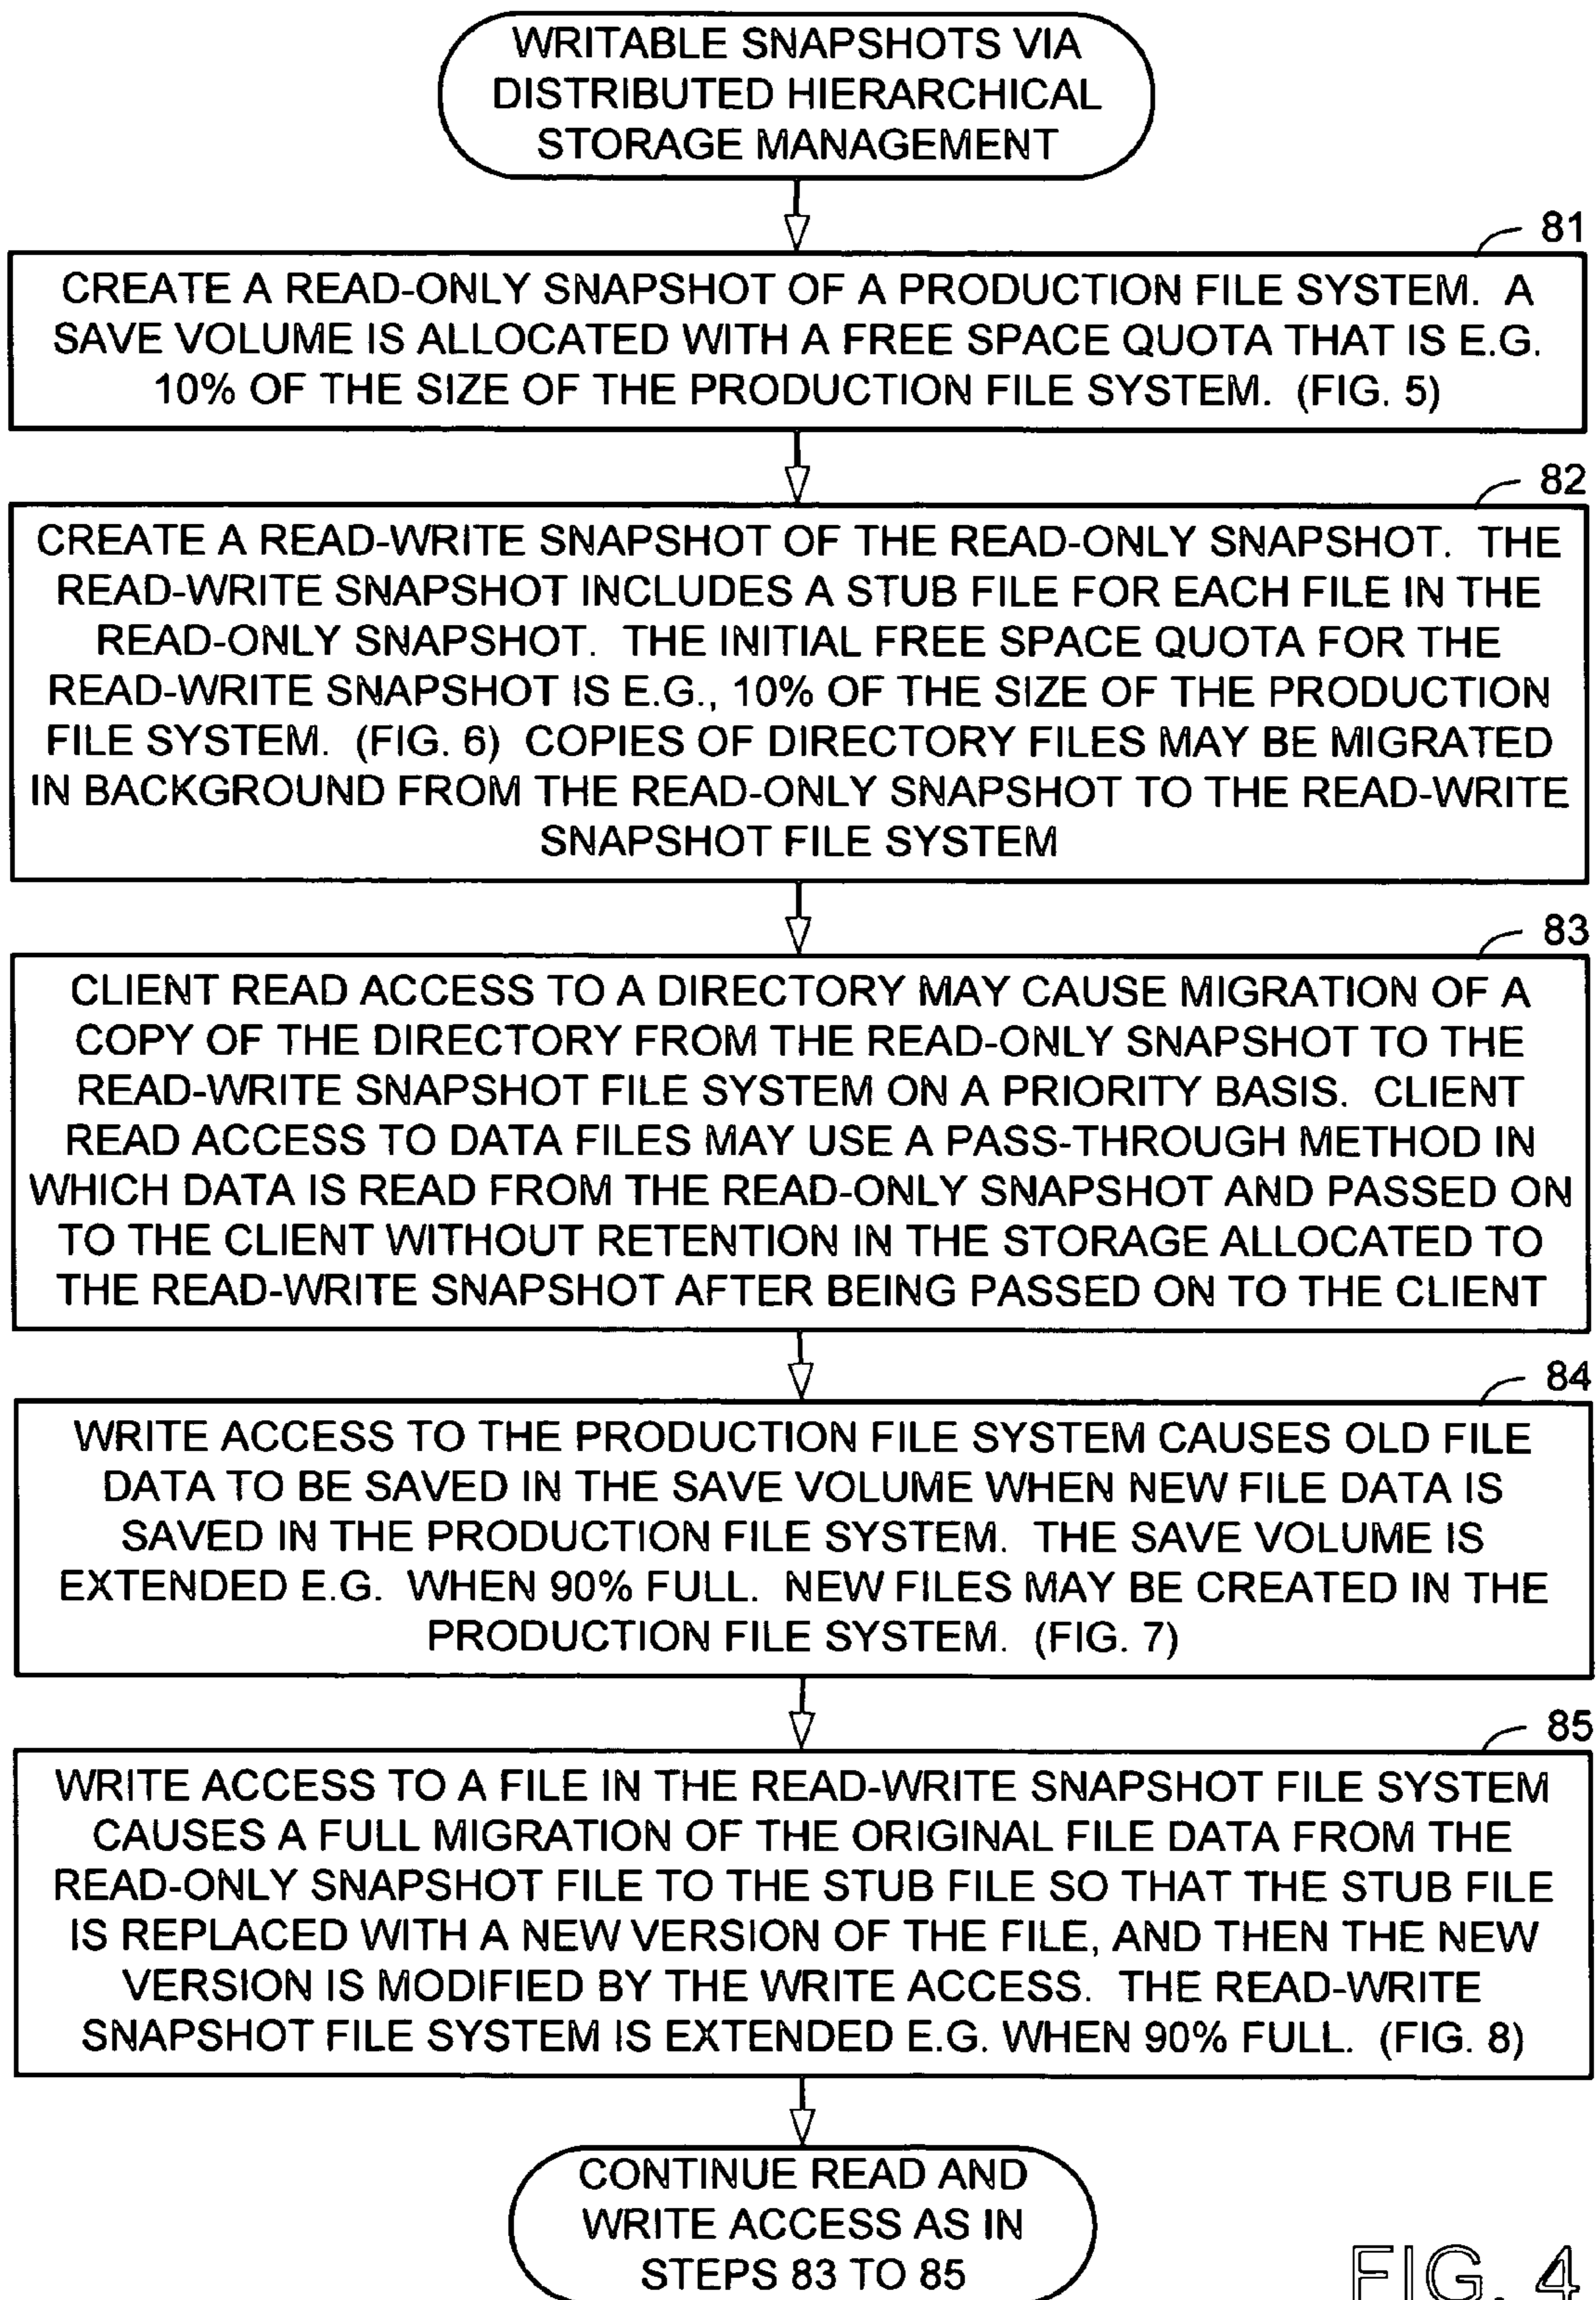 WRITABLE SNAPSHOTS VIA
DISTRIBUTED HIERARCHICAL
STORAGE MANAGEMENT
81
CREATE A READ-ONLY SNAPSHOT OF A PRODUCTION FILE SYSTEM. A
SAVE VOLUME IS ALLOCATED WITH A FREE SPACE QUOTA THAT IS E.G.
10% OF THE SIZE OF THE PRODUCTION FILE SYSTEM. (FIG. 5)
82
CREATE A READ-WRITE SNAPSHOT OF THE READ-ONLY SNAPSHOT. THE
READ-WRITE SNAPSHOT INCLUDES A STUB FILE FOR EACH FILE IN THE
READ-ONLY SNAPSHOT. THE INITIAL FREE SPACE QUOTA FOR THE
READ-WRITE SNAPSHOT IS E.G., 10% OF THE SIZE OF THE PRODUCTION
FILE SYSTEM. (FIG. 6) COPIES OF DIRECTORY FILES MAY BE MIGRATED
IN BACKGROUND FROM THE READ-ONLY SNAPSHOT TO THE READ-WRITE
SNAPSHOT FILE SYSTEM
83
CLIENT READ ACCESS TO A DIRECTORY MAY CAUSE MIGRATION OF A
COPY OF THE DIRECTORY FROM THE READ-ONLY SNAPSHOT TO THE
READ-WRITE SNAPSHOT FILE SYSTEM ON A PRIORITY BASIS. CLIENT
READ ACCESS TO DATA FILES MAY USE A PASS-THROUGH METHOD IN
WHICH DATA IS READ FROM THE READ-ONLY SNAPSHOT AND PASSED ON
TO THE CLIENT WITHOUT RETENTION IN THE STORAGE ALLOCATED TO
THE READ-WRITE SNAPSHOT AFTER BEING PASSED ON TO THE CLIENT
84
WRITE ACCESS TO THE PRODUCTION FILE SYSTEM CAUSES OLD FILE
DATA TO BE SAVED IN THE SAVE VOLUME WHEN NEW FILE DATA IS
SAVED IN THE PRODUCTION FILE SYSTEM. THE SAVE VOLUME IS
EXTENDED E.G. WHEN 90% FULL. NEW FILES MAY BE CREATED IN THE
PRODUCTION FILE SYSTEM. (FIG. 7)
85
WRITE ACCESS TO A FILE IN THE READ-WRITE SNAPSHOT FILE SYSTEM
CAUSES A FULL MIGRATION OF THE ORIGINAL FILE DATA FROM THE
READ-ONLY SNAPSHOT FILE TO THE STUB FILE SO THAT THE STUB FILE
IS REPLACED WITH A NEW VERSION OF THE FILE, AND THEN THE NEW
VERSION IS MODIFIED BY THE WRITE ACCESS. THE READ-WRITE
SNAPSHOT FILE SYSTEM IS EXTENDED E.G. WHEN 90% FULL. (FIG. 8)
CONTINUE READ AND
WRITE ACCESS AS IN
STEPS 83 TO 85
FIG. 4